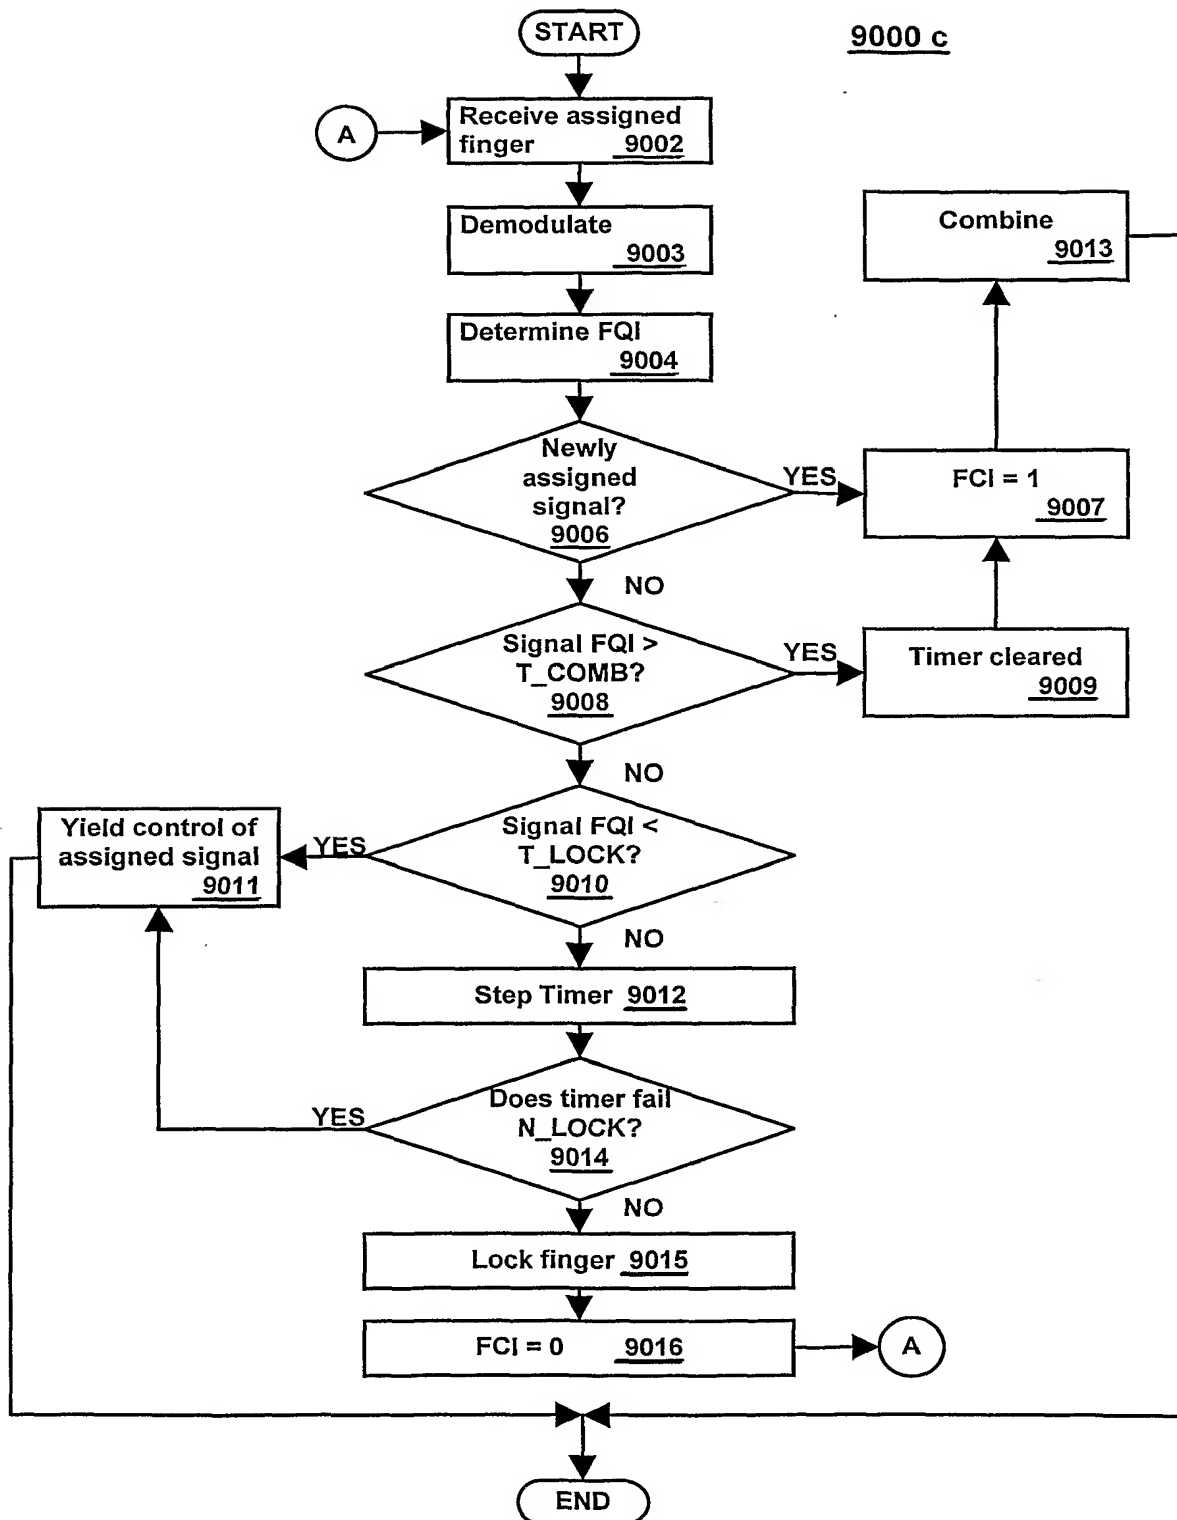 START
9000 c
A
Receive assigned
finger 9002
Demodulate
9003
Combine
9013
Determine FQI
9004
Newly
assigned
signal?
9006
YES
FCI = 1
9007
NO
Signal FQI >
T_COMB?
9008
YES
Timer cleared
9009
NO
Yield control of
assigned signal
9011
YES
Signal FQI <
T_LOCK?
9010
NO
Step Timer 9012
Does timer fail
N_LOCK?
9014
YES
NO
Lock finger 9015
FCI = 0 9016
A
END